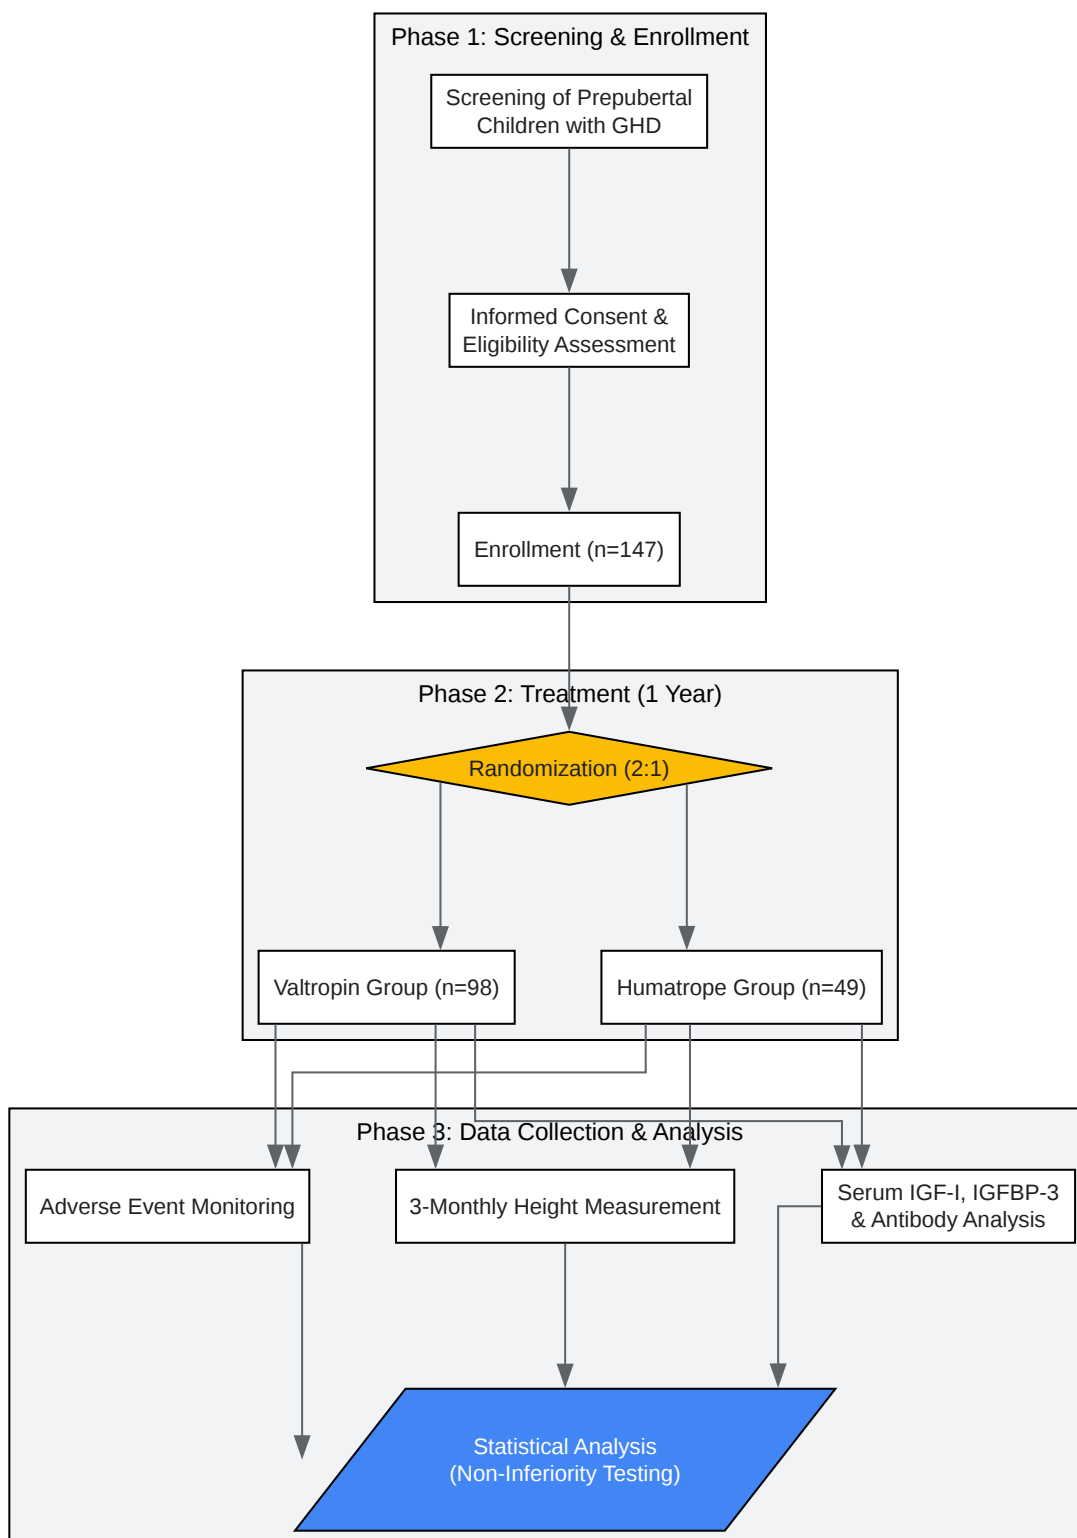 Phase 1: Screening & Enrollment
Screening of Prepubertal
Children with GHD
Informed Consent &
Eligibility Assessment
Enrollment (n=147)
Phase 2: Treatment (1 Year)
Randomization (2:1)
Valtropin Group (n=98)
Humatrope Group (n=49)
Phase 3: Data Collection & Analysis
Adverse Event Monitoring
3-Monthly Height Measurement
Serum IGF-I, IGFBP-3
& Antibody Analysis
Statistical Analysis
(Non-Inferiority Testing)